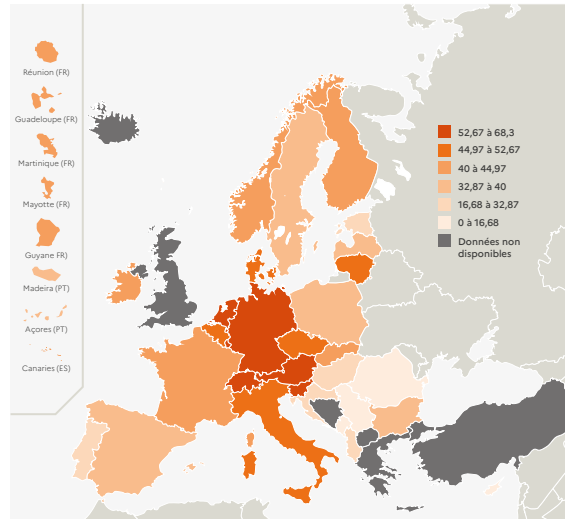 Réunion (FR)
Guadeloupe (FR)
Martinique (FR)
Mayotte (FR)
Guyane (FR)
Madeira (PT)
Açores (PT)
Canaries (ES)
52,67 à 68,3
44,97 à 52,67
40 à 44,97
32,87 à 40
16,68 à 32,87
0 à 16,68
Données non
disponibles